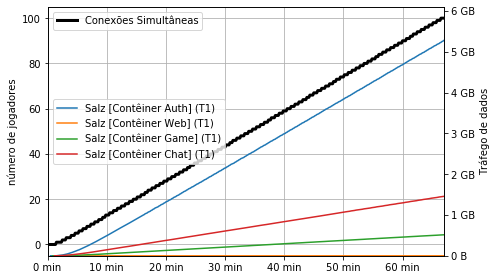 Conexões Simultâneas
Salz [Contêiner Auth] (T1)
Salz [Contêiner Web] (T1)
Salz [Contêiner Game] (T1)
Salz [Contêiner Chat] (T1)
número de jogadores
100
80
60
40
20
0
Tráfego de dados
6 GB
5 GB
4 GB
3 GB
2 GB
1 GB
0 B
0 min 10 min 20 min 30 min 40 min 50 min 60 min